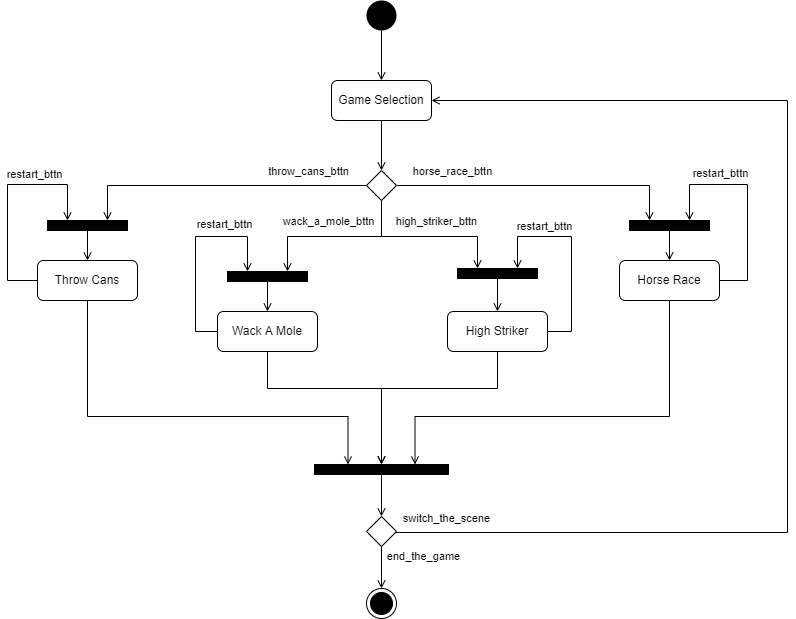 Game Selection
throw_cans_bttn
horse_race_bttn
restart_bttn
restart_bttn
restart_bttn
wack_a_mole_bttn
high_striker_bttn
restart_bttn
Throw Cans
Horse Race
Wack A Mole
High Striker
switch_the_scene
end_the_game